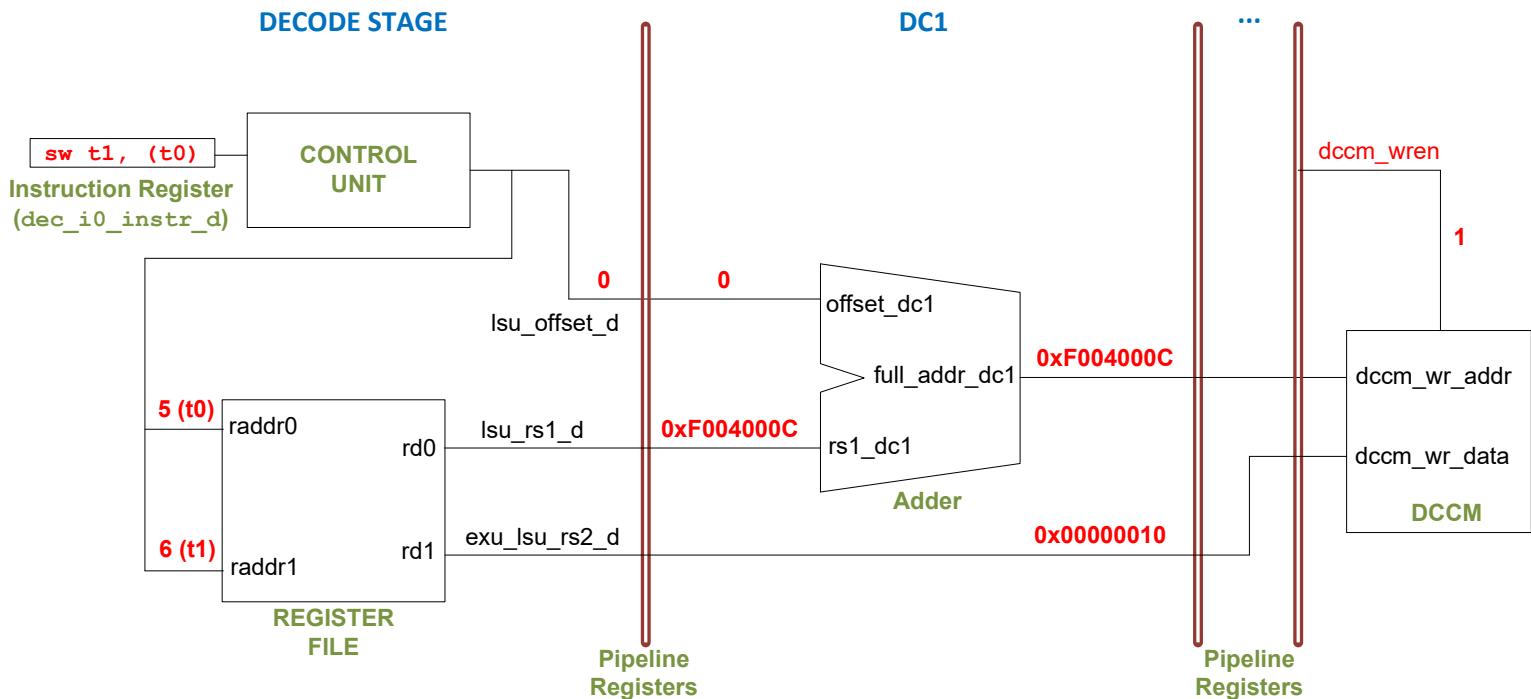 DECODE STAGE
DC1
...
sw t1, (t0)
Instruction Register
(dec_i0_instr_d)
CONTROL
UNIT
dccm_wren
1
0
0
lsu_offset_d
offset_dc1
full_addr_dc1
0xF004000C
dccm_wr_addr
5 (t0)
raddr0
rd0
lsu_rs1_d
0xF004000C
rs1_dc1
Adder
dccm_wr_data
DCCM
6 (t1)
raddr1
rd1
exu_lsu_rs2_d
0x00000010
REGISTER
FILE
Pipeline
Registers
Pipeline
Registers